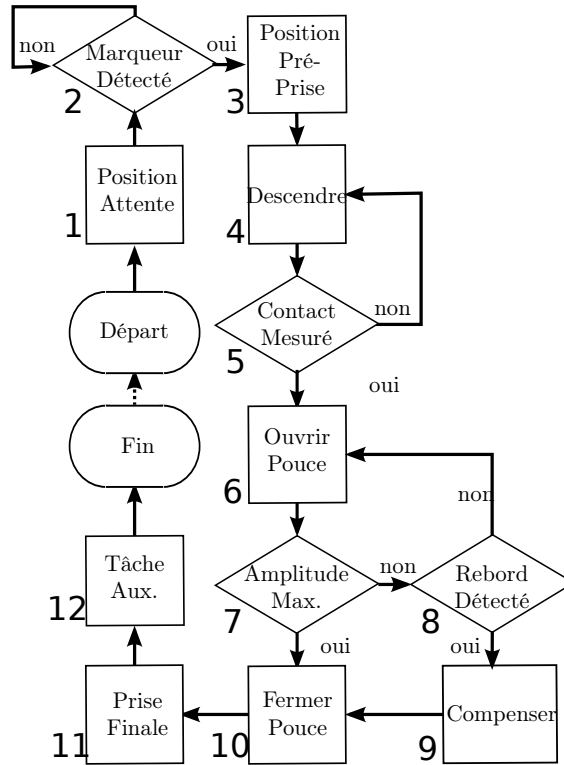 non
Marqueur
Détecté
2
oui
Position
Pré-
Prise
3
Position
Attente
1
Descendre
4
Départ
Contact
Mesuré
5
non
oui
Fin
Ouvrir
Pouce
6
non
Tâche
Aux.
12
Amplitude
Max.
7
non
Rebord
Détecté
8
oui
oui
Prise
Finale
11
Fermer
Pouce
10
Compenser
9